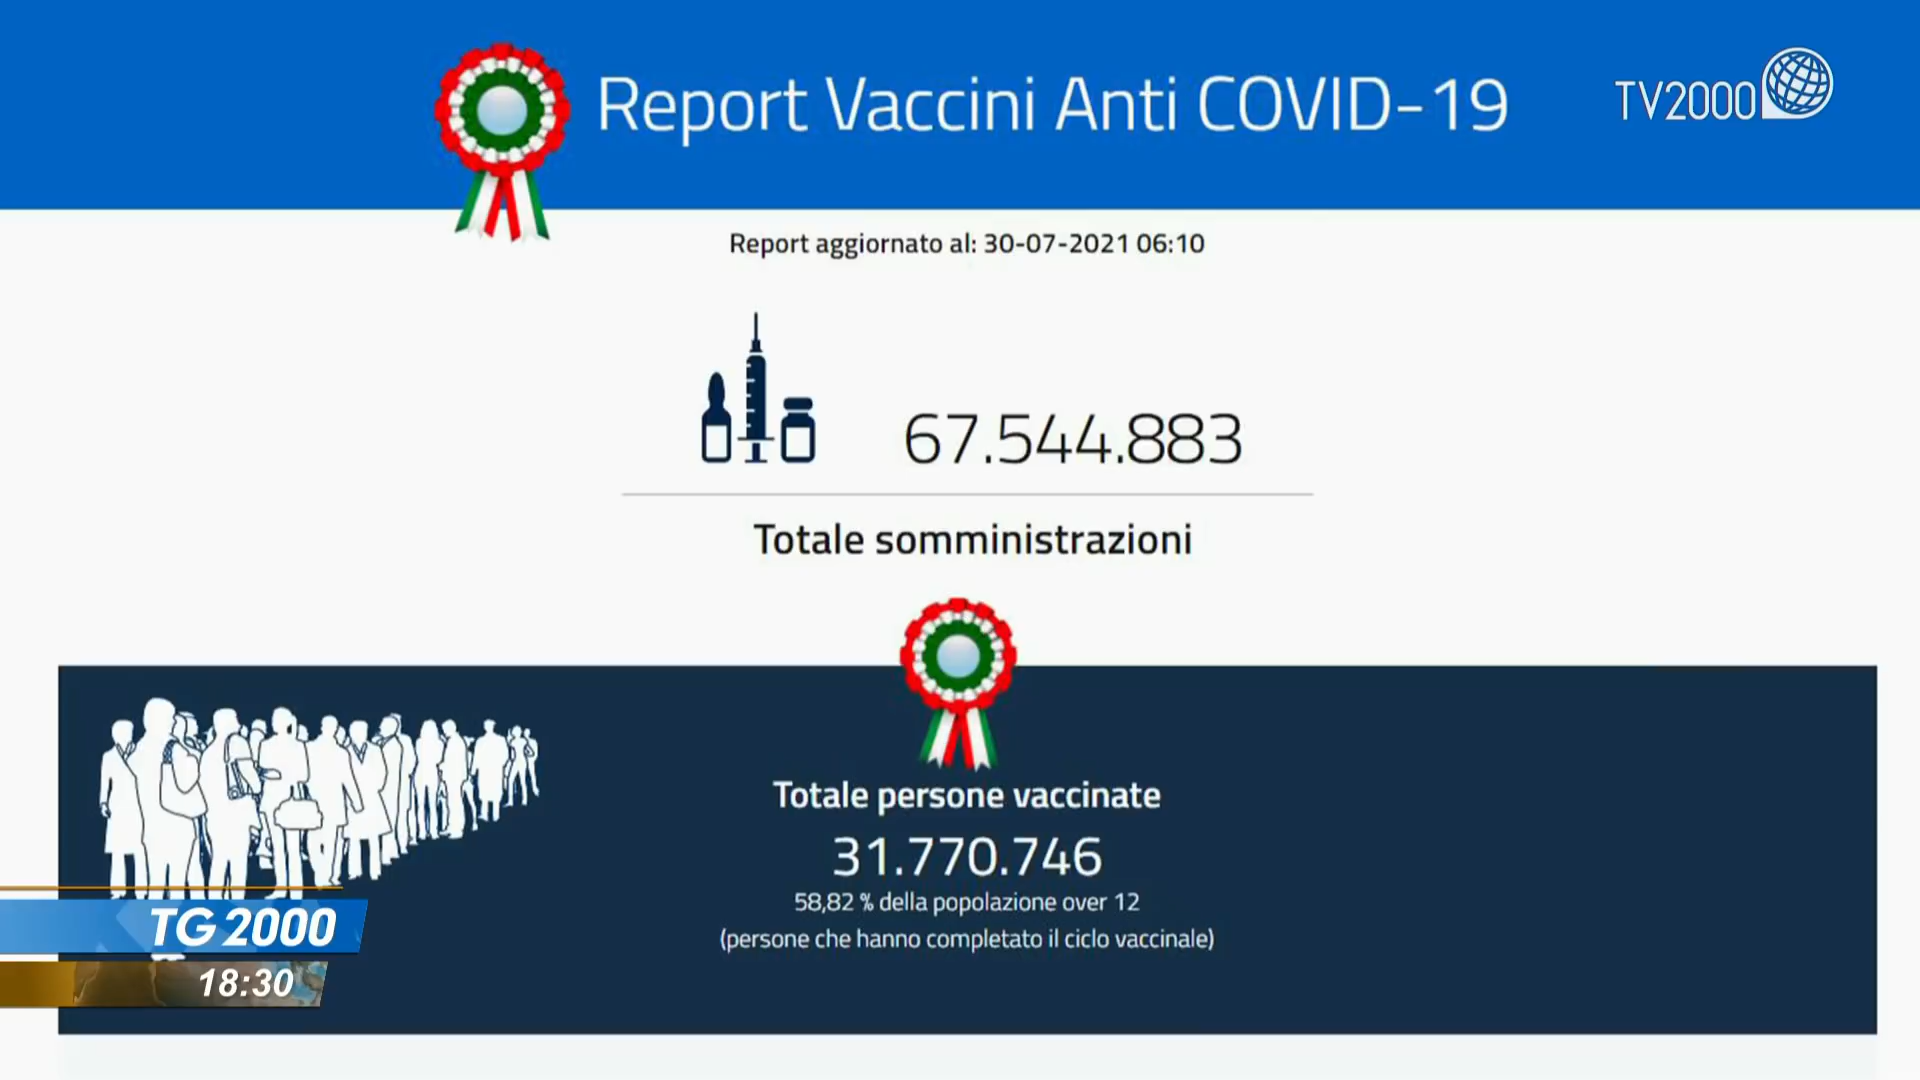 Report Vaccini Anti COVID-19
TV2000
Report aggiornato al: 30-07-2021 06:10
67.544.883
Totale somministrazioni
Totale persone vaccinate
31.770.746
58,82 % della popolazione over 12
(persone che hanno completato il ciclo vaccinale)
TG 2000
18:30